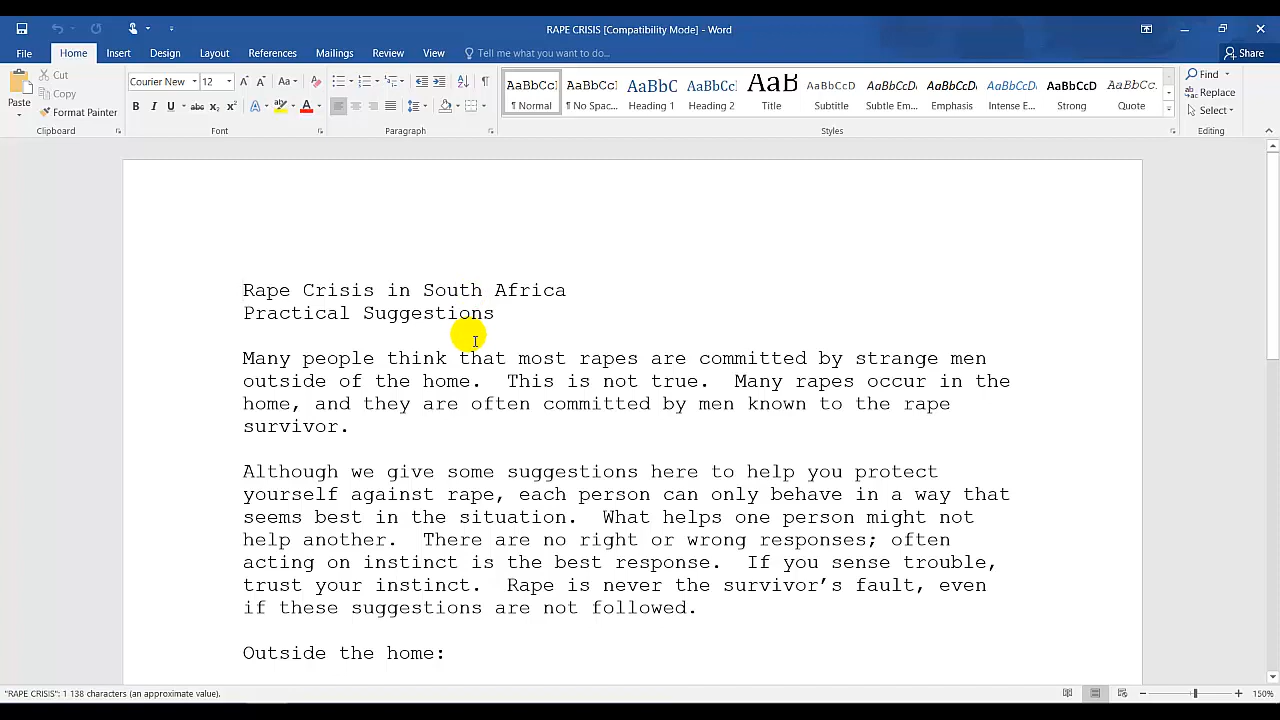 RAPE CRISIS [Compatibility Mode] - Word
File Home Insert Design Layout References Mailings Review View Tell me what you want to do... Share
Paste
Cut
Copy
Format Painter
Clipboard
Courier New 12
Font
Paragraph
AaBbCcI AaBbCcI AaBbC AaBbCc AaB AaBbCcD AaBbCcD AaBbCcD AaBbCcD AaBbCcD AaBbCc
¶ Normal ¶ No Spac... Heading 1 Heading 2 Title Subtitle Subtle Em... Emphasis Intense E... Strong Quote
Styles
Find
Replace
Select
Editing
Rape Crisis in South Africa
Practical Suggestions
Many people think that most rapes are committed by strange men
outside of the home.  This is not true.  Many rapes occur in the
home, and they are often committed by men known to the rape
survivor.
Although we give some suggestions here to help you protect
yourself against rape, each person can only behave in a way that
seems best in the situation.  What helps one person might not
help another.  There are no right or wrong responses; often
acting on instinct is the best response.  If you sense trouble,
trust your instinct.  Rape is never the survivor’s fault, even
if these suggestions are not followed.
Outside the home:
"RAPE CRISIS": 1 138 characters (an approximate value).
150%